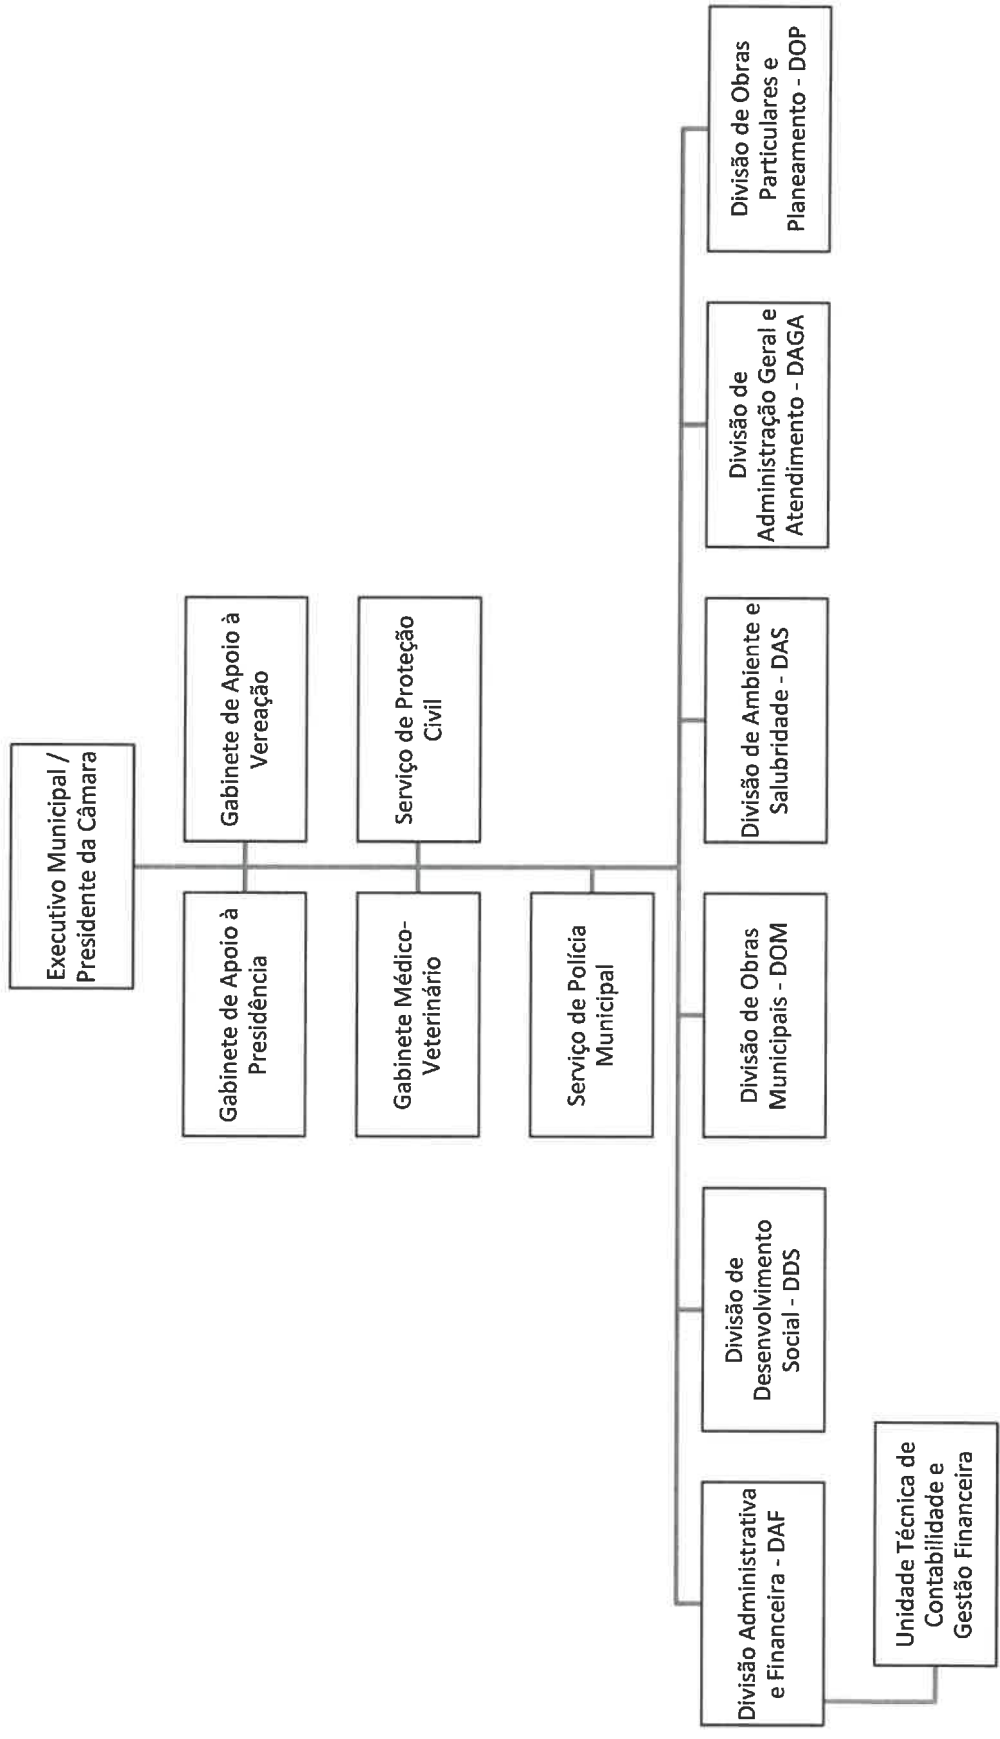 Executivo Municipal /
Presidente da Câmara
Gabinete de Apoio à
Presidência
Gabinete de Apoio à
Vereação
Gabinete Médico-
Veterinário
Serviço de Proteção
Civil
Serviço de Polícia
Municipal
Divisão Administrativa
e Financeira - DAF
Divisão de
Desenvolvimento
Social - DDS
Divisão de Obras
Municipais - DOM
Divisão de Ambiente e
Salubridade - DAS
Divisão de
Administração Geral e
Atendimento - DAGA
Divisão de Obras
Particulares e
Planeamento - DOP
Unidade Técnica de
Contabilidade e
Gestão Financeira